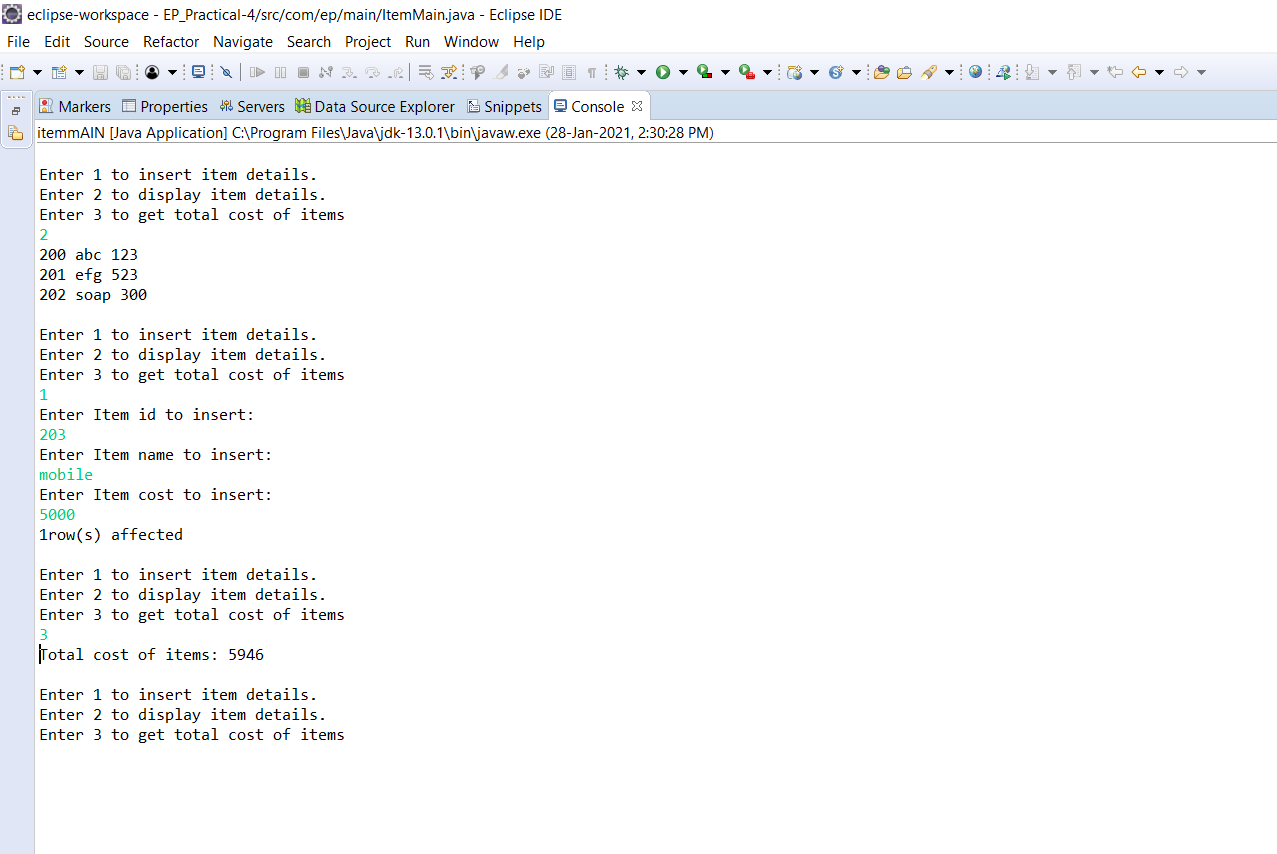 eclipse-workspace - EP_Practical-4/src/com/ep/main/ItemMain.java - Eclipse IDE
File Edit Source Refactor Navigate Search Project Run Window Help
Markers Properties Servers Data Source Explorer Snippets Console
itemmAIN [Java Application] C:\Program Files\Java\jdk-13.0.1\bin\javaw.exe (28-Jan-2021, 2:30:28 PM)
Enter 1 to insert item details.
Enter 2 to display item details.
Enter 3 to get total cost of items
2
200 abc 123
201 efg 523
202 soap 300
Enter 1 to insert item details.
Enter 2 to display item details.
Enter 3 to get total cost of items
1
Enter Item id to insert:
203
Enter Item name to insert:
mobile
Enter Item cost to insert:
5000
1row(s) affected
Enter 1 to insert item details.
Enter 2 to display item details.
Enter 3 to get total cost of items
3
Total cost of items: 5946
Enter 1 to insert item details.
Enter 2 to display item details.
Enter 3 to get total cost of items